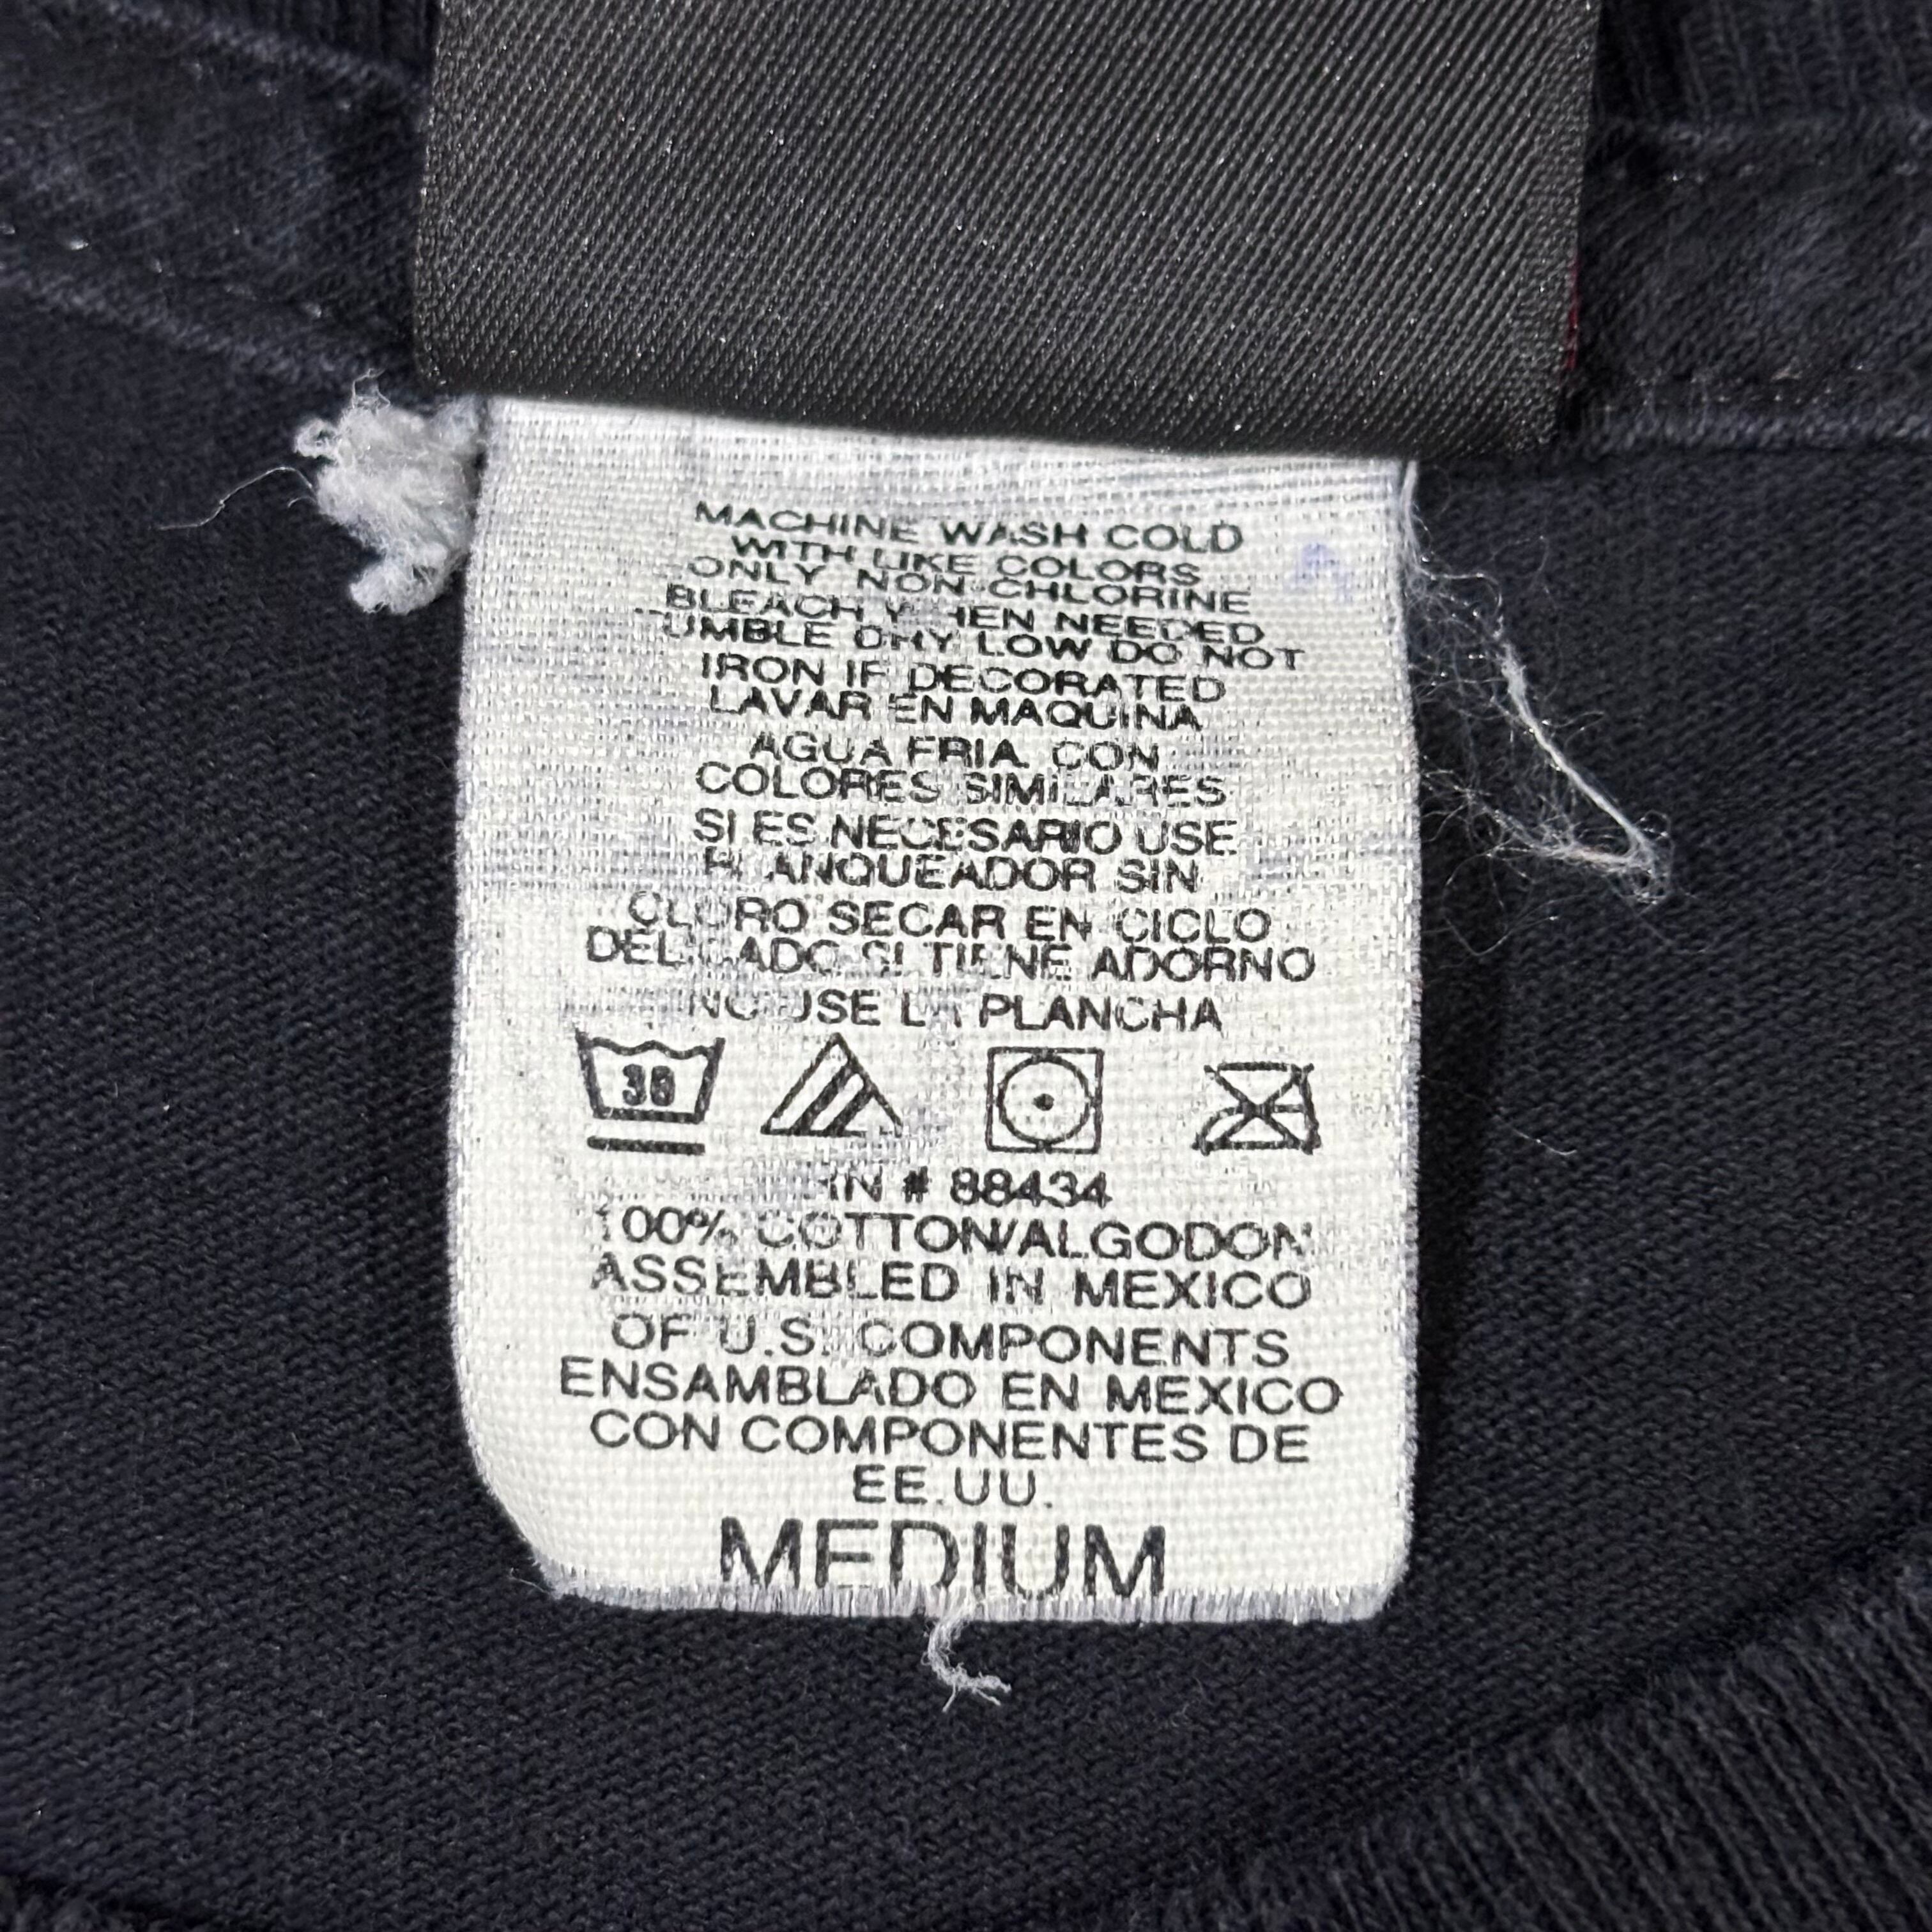 MACHINE WASH COLD
WITH LIKE COLORS
ONLY NON-CHLORINE
BLEACH WHEN NEEDED
UMBLE DRY LOW DO NOT
IRON IF DECORATED
LAVAR EN MAQUINA
AGUA FRIA CON
COLORES SIMILARES
SI ES NECESARIO USE
BLANQUEADOR SIN
CLORO SECAR EN CICLO
DELICADO SI TIENE ADORNO
NO USE LA PLANCHA
30
RN # 88434
100% COTTON/ALGODON
ASSEMBLED IN MEXICO
OF U.S. COMPONENTS
ENSAMBLADO EN MEXICO
CON COMPONENTES DE
EE.UU.
MEDIUM